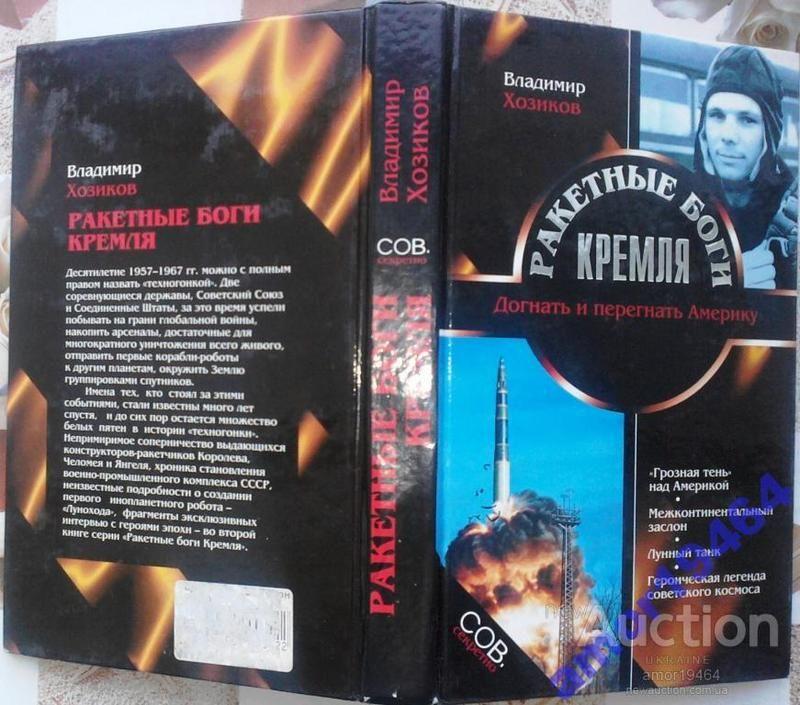 Владимир
Хозиков
РАКЕТНЫЕ БОГИ
КРЕМЛЯ
Десятилетие 1957–1967 гг. можно с полным
правом назвать «техногонкой». Две
соревнующиеся державы, Советский Союз
и Соединенные Штаты, за это время успели
побывать на грани глобальной войны,
накопить арсеналы, достаточные для
многократного уничтожения всего живого,
отправить первые корабли-роботы
к другим планетам, окружить Землю
группировками спутников.
Имена тех, кто стоял за этими
событиями, стали известны много лет
спустя, и до сих пор остается множество
белых пятен в истории «техногонки».
Непримиримое соперничество выдающихся
конструкторов-ракетчиков Королева,
Челомея и Янгеля, хроника становления
военно-промышленного комплекса СССР,
неизвестные подробности о создании
первого инопланетного робота –
«Лунохода», фрагменты эксклюзивных
интервью с героями эпохи – во второй
книге серии «Ракетные боги Кремля».
Владимир
Хозиков
СОВ.
секретно
РАКЕТНЫЕ БОГИ
КРЕМЛЯ
Владимир
Хозиков
РАКЕТНЫЕ БОГИ
КРЕМЛЯ
Догнать и перегнать Америку
«Грозная тень»
над Америкой
•
Межконтинентальный
заслон
•
Лунный танк
•
Героическая легенда
советского космоса
СОВ.
секретно
amor19464
newAuction
UKRAINE
amor19464
newauction.com.ua